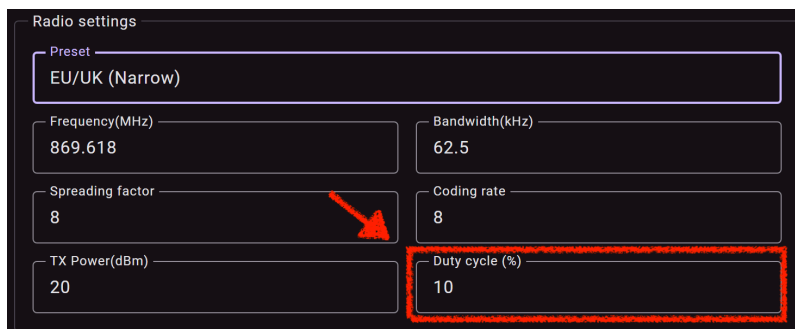 Radio settings
Preset
EU/UK (Narrow)
Frequency(MHz)
869.618
Bandwidth(kHz)
62.5
Spreading factor
8
Coding rate
8
TX Power(dBm)
20
Duty cycle (%)
10